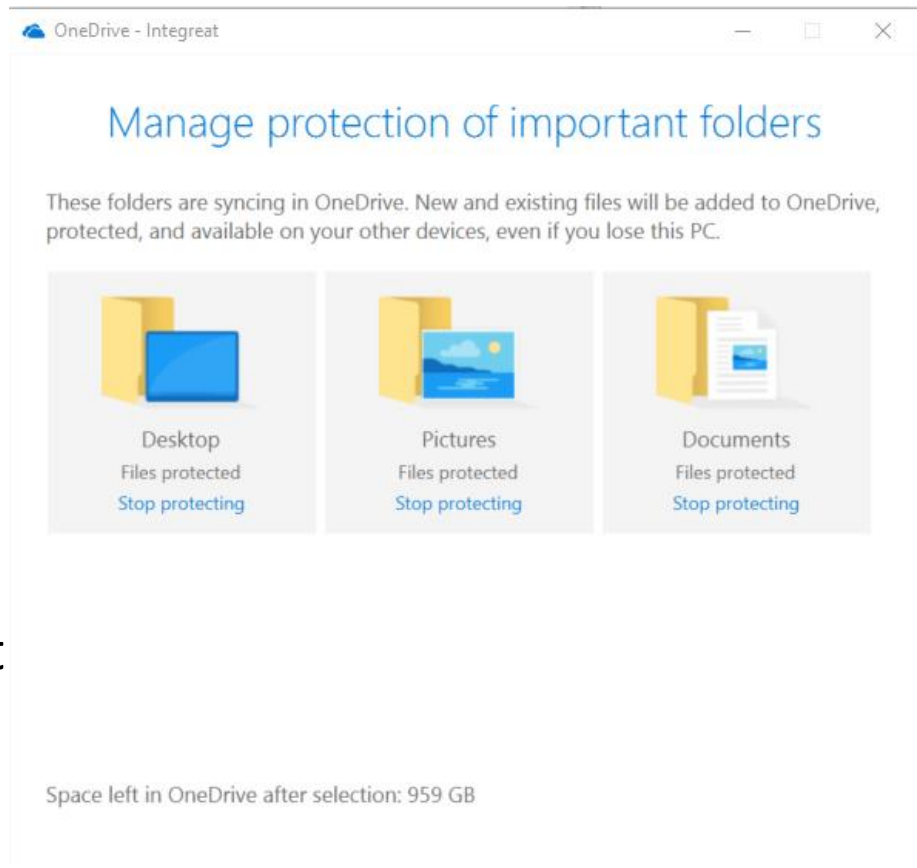 OneDrive - Integreat
Manage protection of important folders
These folders are syncing in OneDrive. New and existing files will be added to OneDrive,
protected, and available on your other devices, even if you lose this PC.
Desktop
Files protected
Stop protecting
Pictures
Files protected
Stop protecting
Documents
Files protected
Stop protecting
t
Space left in OneDrive after selection: 959 GB